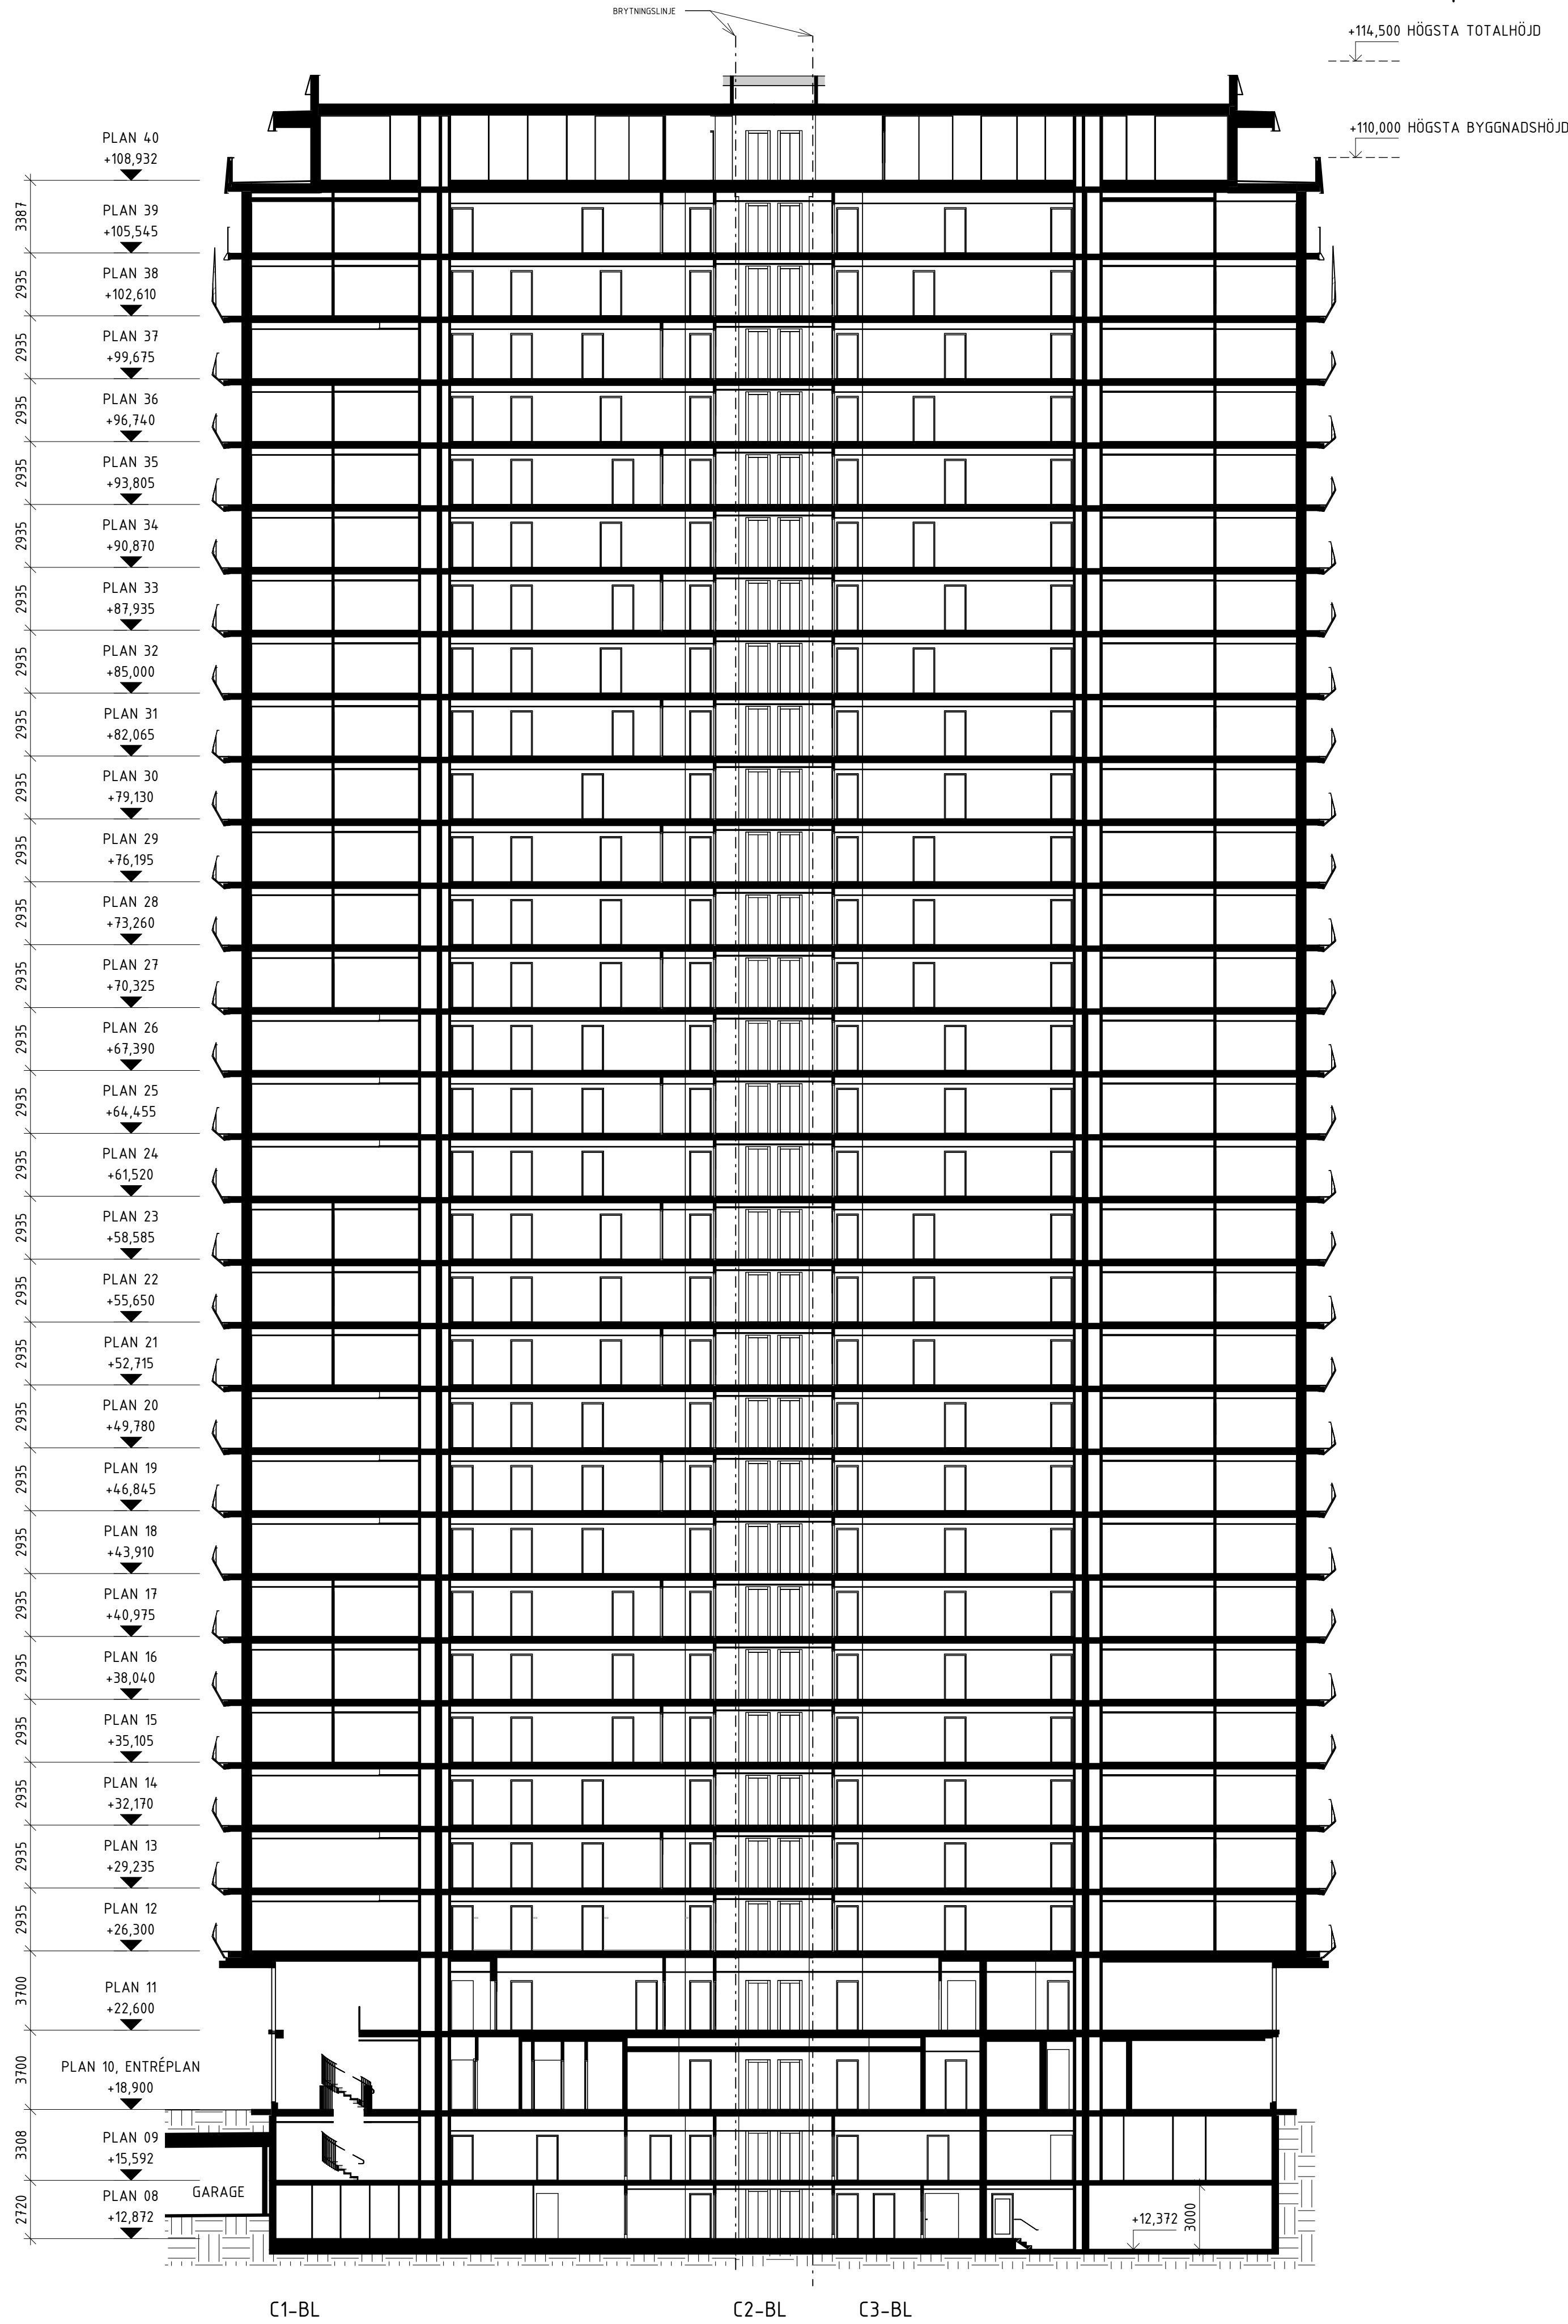 BRYTNINGSLINJE
+114,500 HÖGSTA TOTALHÖJD
+110,000 HÖGSTA BYGGNADSHÖJD
PLAN 40
+108,932
3387
PLAN 39
+105,545
2935
PLAN 38
+102,610
2935
PLAN 37
+99,675
2935
PLAN 36
+96,740
2935
PLAN 35
+93,805
2935
PLAN 34
+90,870
2935
PLAN 33
+87,935
2935
PLAN 32
+85,000
2935
PLAN 31
+82,065
2935
PLAN 30
+79,130
2935
PLAN 29
+76,195
2935
PLAN 28
+73,260
2935
PLAN 27
+70,325
2935
PLAN 26
+67,390
2935
PLAN 25
+64,455
2935
PLAN 24
+61,520
2935
PLAN 23
+58,585
2935
PLAN 22
+55,650
2935
PLAN 21
+52,715
2935
PLAN 20
+49,780
2935
PLAN 19
+46,845
2935
PLAN 18
+43,910
2935
PLAN 17
+40,975
2935
PLAN 16
+38,040
2935
PLAN 15
+35,105
2935
PLAN 14
+32,170
2935
PLAN 13
+29,235
2935
PLAN 12
+26,300
3700
PLAN 11
+22,600
3700
PLAN 10, ENTRÉPLAN
+18,900
3308
PLAN 09
+15,592
GARAGE
2720
PLAN 08
+12,872
+12,372
3000
C1-BL
C2-BL
C3-BL